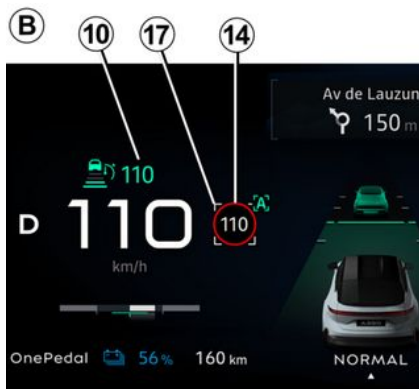 B
10
17
14
Av de Lauzun
150 m
110
D
110
km/h
110
A
OnePedal
56 %
160 km
NORMAL